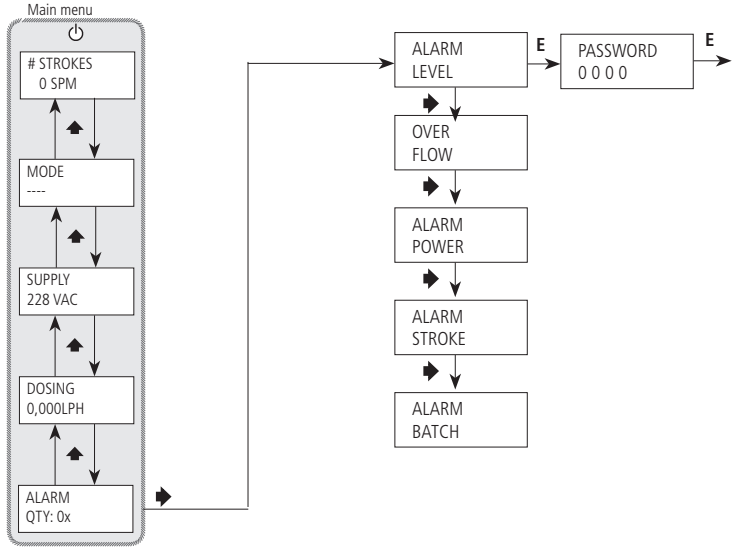 Main menu
# STROKES
0 SPM
MODE
----
SUPPLY
228 VAC
DOSING
0,000LPH
ALARM
QTY: 0x
ALARM
LEVEL
E
PASSWORD
0 0 0 0
E
OVER
FLOW
ALARM
POWER
ALARM
STROKE
ALARM
BATCH